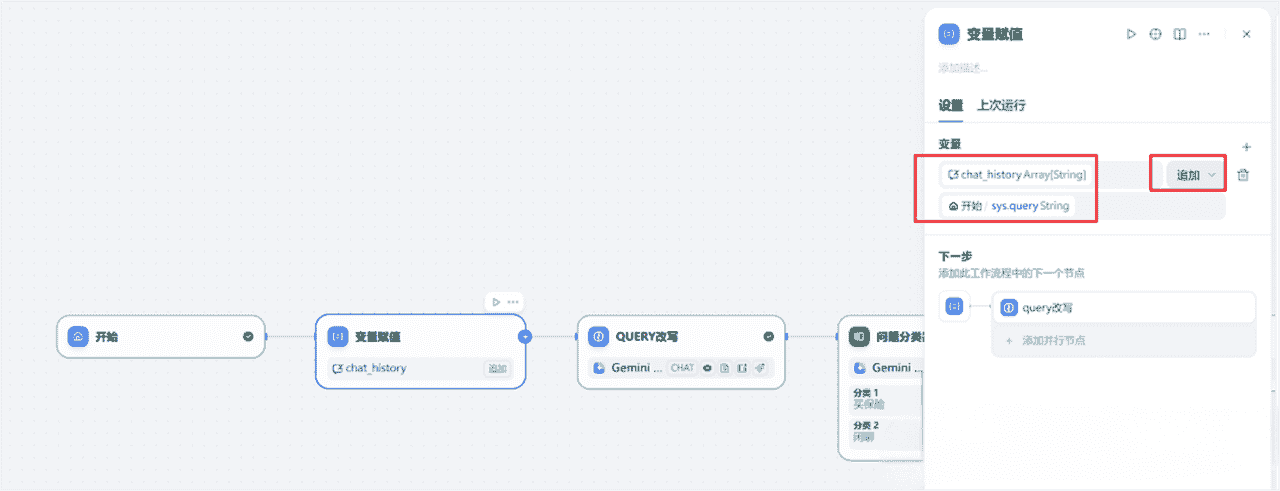 变量赋值
添加描述...
设置 上次运行
变量
chat_history Array[String] 追加
开始 / sys.query String
下一步
添加此工作流程中的下一个节点
query改写
+ 添加并行节点
开始
变量赋值
chat_history 追加
QUERY改写
Gemini ... CHAT
问题分类
Gemini ...
分类 1
买保险
分类 2